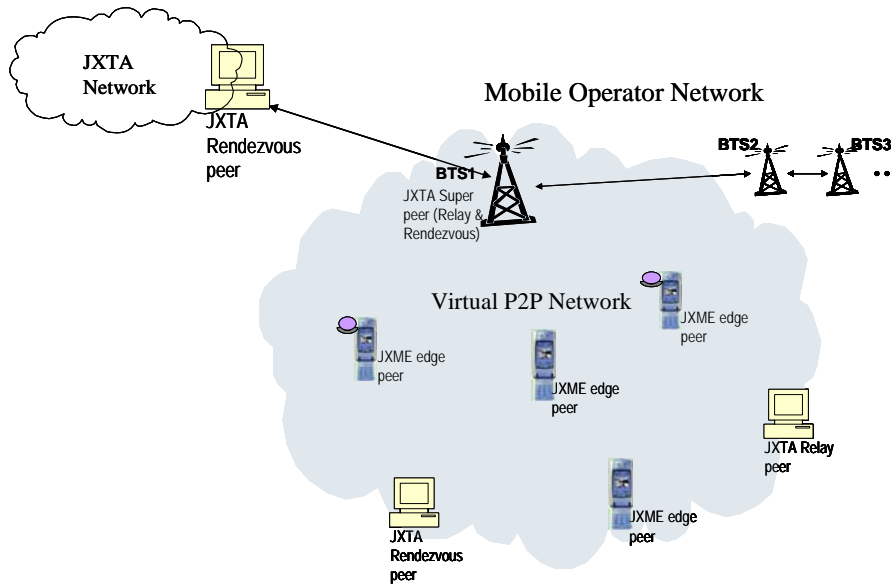 JXTA
Network
JXTA
Rendezvous
peer
Mobile Operator Network
BTS1
JXTA Super
peer (Relay &
Rendezvous)
BTS2
BTS3
Virtual P2P Network
JXME edge
peer
JXME edge
peer
JXME edge
peer
JXTA Relay
peer
JXTA
Rendezvous
peer
JXME edge
peer